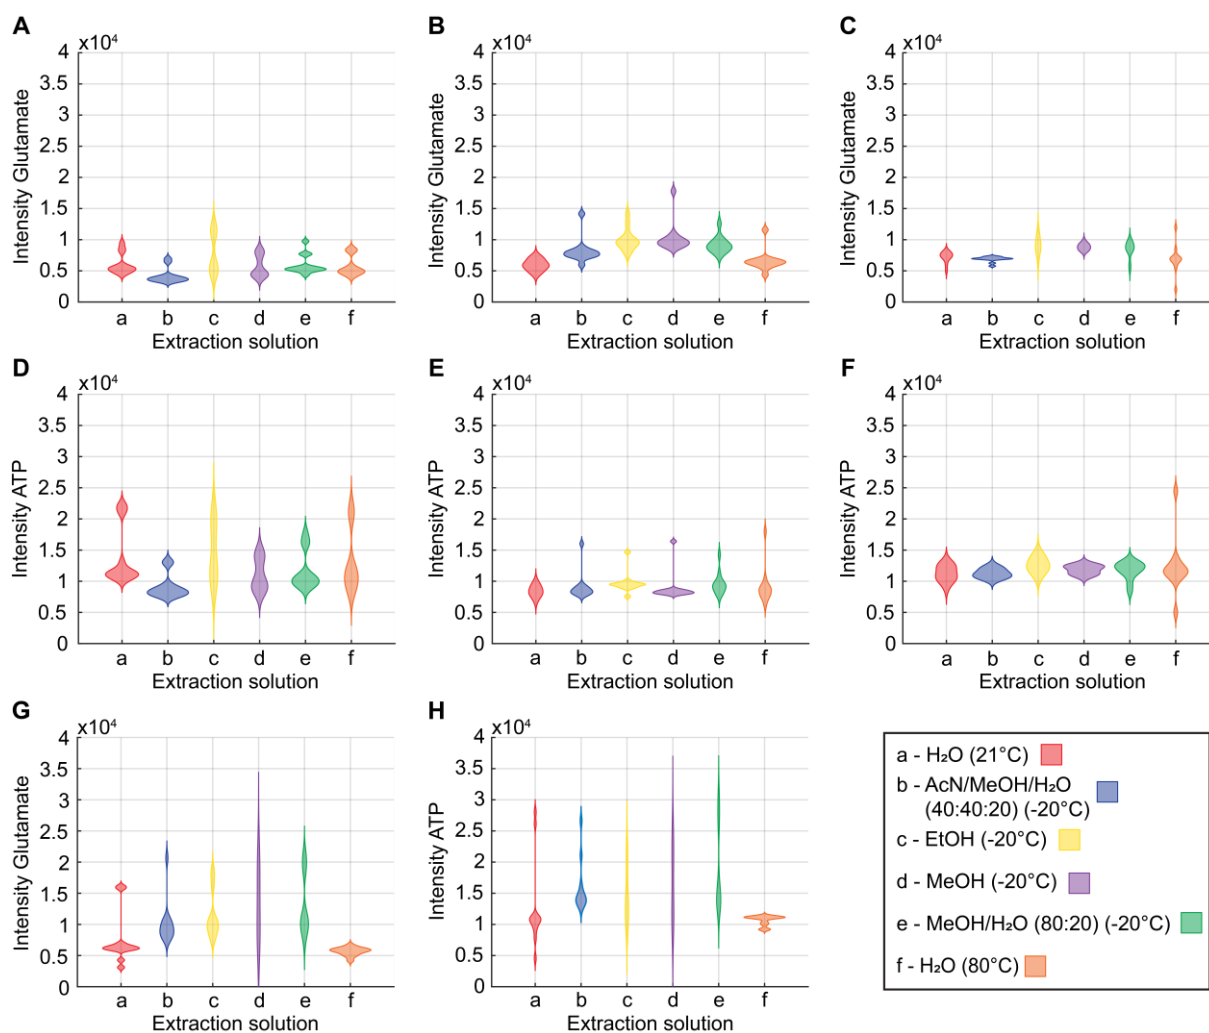 A
x10⁴
4
3.5
3
2.5
2
1.5
1
0.5
0
Intensity Glutamate
a b c d e f
Extraction solution
B
x10⁴
4
3.5
3
2.5
2
1.5
1
0.5
0
Intensity Glutamate
a b c d e f
Extraction solution
C
x10⁴
4
3.5
3
2.5
2
1.5
1
0.5
0
Intensity Glutamate
a b c d e f
Extraction solution
D
x10⁴
4
3.5
3
2.5
2
1.5
1
0.5
0
Intensity ATP
a b c d e f
Extraction solution
E
x10⁴
4
3.5
3
2.5
2
1.5
1
0.5
0
Intensity ATP
a b c d e f
Extraction solution
F
x10⁴
4
3.5
3
2.5
2
1.5
1
0.5
0
Intensity ATP
a b c d e f
Extraction solution
G
x10⁴
4
3.5
3
2.5
2
1.5
1
0.5
0
Intensity Glutamate
a b c d e f
Extraction solution
H
x10⁴
4
3.5
3
2.5
2
1.5
1
0.5
0
Intensity ATP
a b c d e f
Extraction solution
a - H₂O (21°C)
b - AcN/MeOH/H₂O
(40:40:20) (-20°C)
c - EtOH (-20°C)
d - MeOH (-20°C)
e - MeOH/H₂O (80:20) (-20°C)
f - H₂O (80°C)